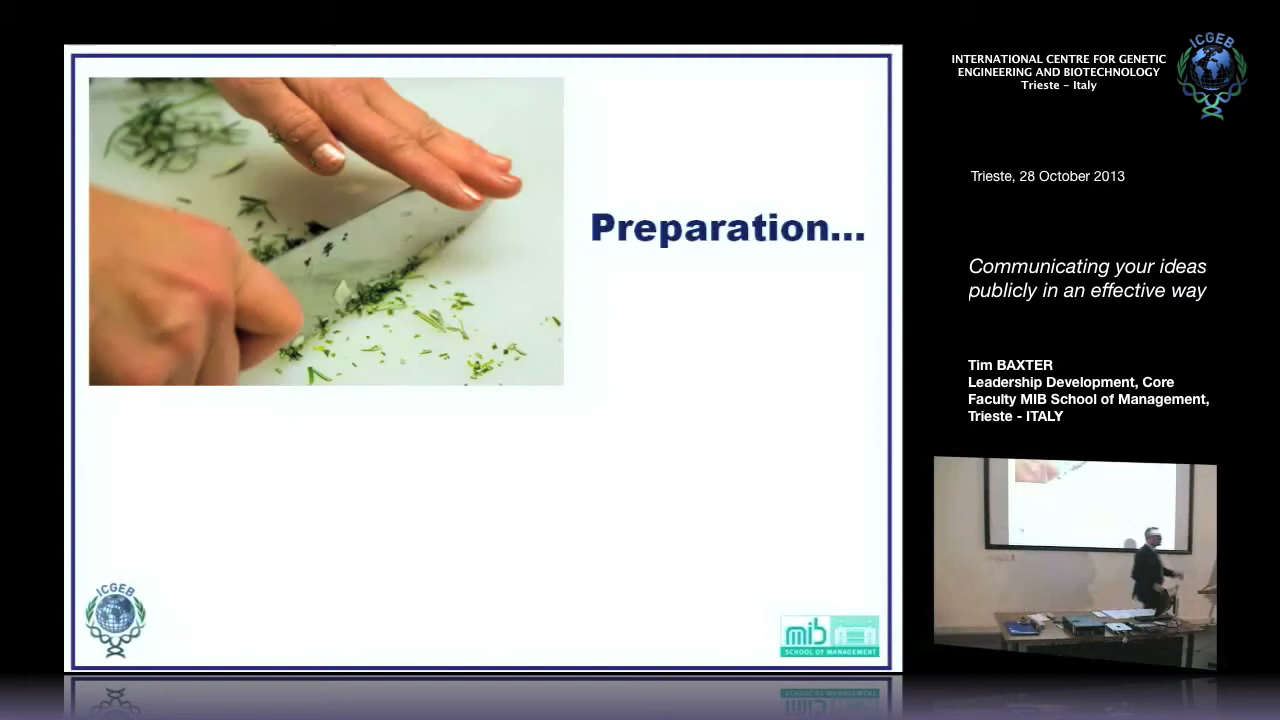 Preparation...
ICGEB
mib
SCHOOL OF MANAGEMENT
INTERNATIONAL CENTRE FOR GENETIC
ENGINEERING AND BIOTECHNOLOGY
Trieste – Italy
ICGEB
Trieste, 28 October 2013
Communicating your ideas
publicly in an effective way
Tim BAXTER
Leadership Development, Core
Faculty MIB School of Management,
Trieste - ITALY